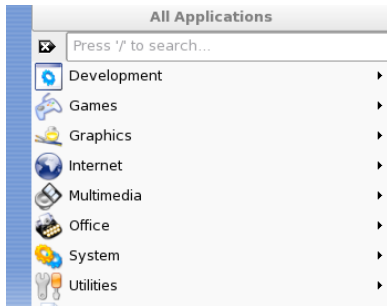 All Applications
Press '/' to search...
Development
Games
Graphics
Internet
Multimedia
Office
System
Utilities